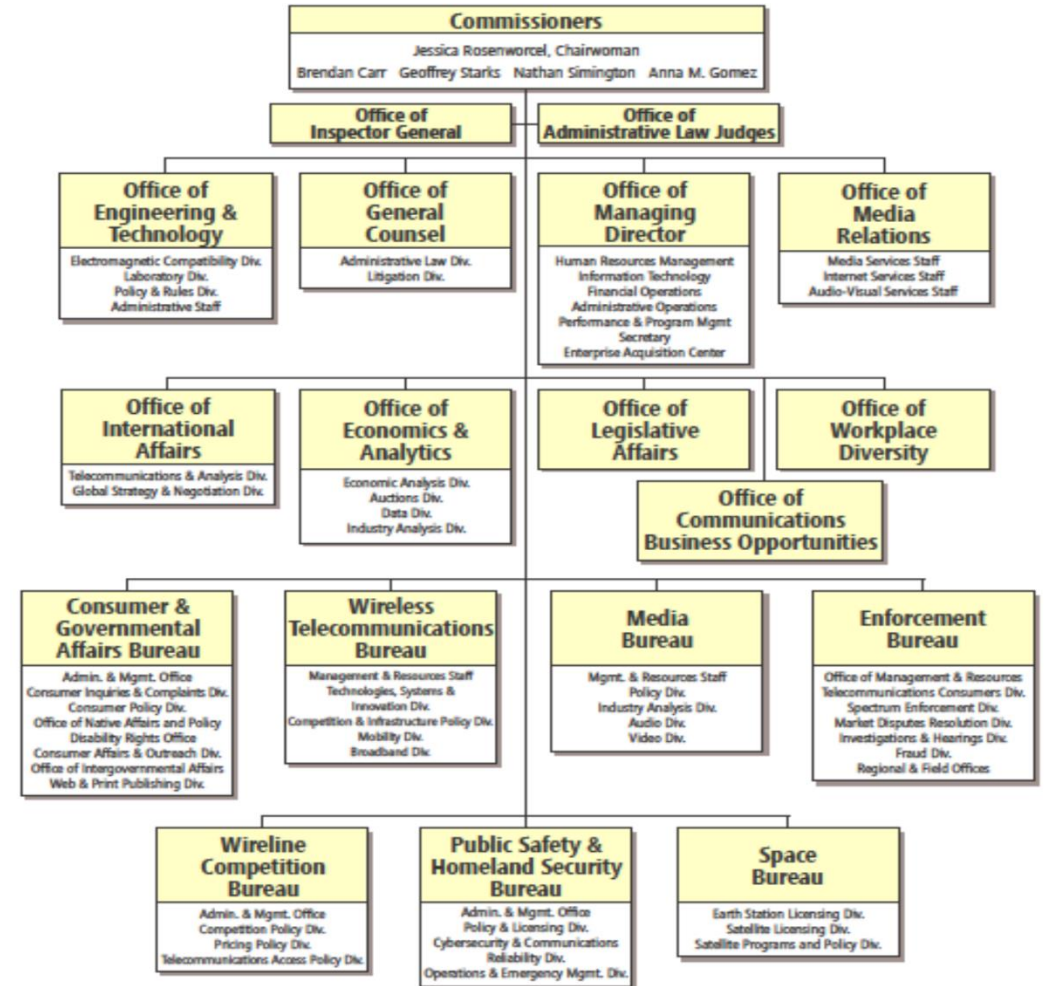 Commissioners
Jessica Rosenworcel, Chairwoman
Brendan Carr Geoffrey Starks Nathan Simington Anna M. Gomez
Office of
Inspector General
Office of
Administrative Law Judges
Office of
Engineering &
Technology
Electromagnetic Compatibility Div.
Laboratory Div.
Policy & Rules Div.
Administrative Staff
Office of
General
Counsel
Administrative Law Div.
Litigation Div.
Office of
Managing
Director
Human Resources Management
Information Technology
Financial Operations
Administrative Operations
Performance & Program Mgmt
Secretary
Enterprise Acquisition Center
Office of
Media
Relations
Media Services Staff
Internet Services Staff
Audio-Visual Services Staff
Office of
International
Affairs
Telecommunications & Analysis Div.
Global Strategy & Negotiation Div.
Office of
Economics &
Analytics
Economic Analysis Div.
Auctions Div.
Data Div.
Industry Analysis Div.
Office of
Legislative
Affairs
Office of
Workplace
Diversity
Office of
Communications
Business Opportunities
Consumer &
Governmental
Affairs Bureau
Admin. & Mgmt. Office
Consumer Inquiries & Complaints Div.
Consumer Policy Div.
Office of Native Affairs and Policy
Disability Rights Office
Consumer Affairs & Outreach Div.
Office of Intergovernmental Affairs
Web & Print Publishing Div.
Wireless
Telecommunications
Bureau
Management & Resources Staff
Technologies, Systems &
Innovation Div.
Competition & Infrastructure Policy Div.
Mobility Div.
Broadband Div.
Media
Bureau
Mgmt. & Resources Staff
Policy Div.
Industry Analysis Div.
Audio Div.
Video Div.
Enforcement
Bureau
Office of Management & Resources
Telecommunications Consumers Div.
Spectrum Enforcement Div.
Market Disputes Resolution Div.
Investigations & Hearings Div.
Fraud Div.
Regional & Field Offices
Wireline
Competition
Bureau
Admin. & Mgmt. Office
Competition Policy Div.
Pricing Policy Div.
Telecommunications Access Policy Div.
Public Safety &
Homeland Security
Bureau
Admin. & Mgmt. Office
Policy & Licensing Div.
Cybersecurity & Communications
Reliability Div.
Operations & Emergency Mgmt. Div.
Space
Bureau
Earth Station Licensing Div.
Satellite Licensing Div.
Satellite Programs and Policy Div.